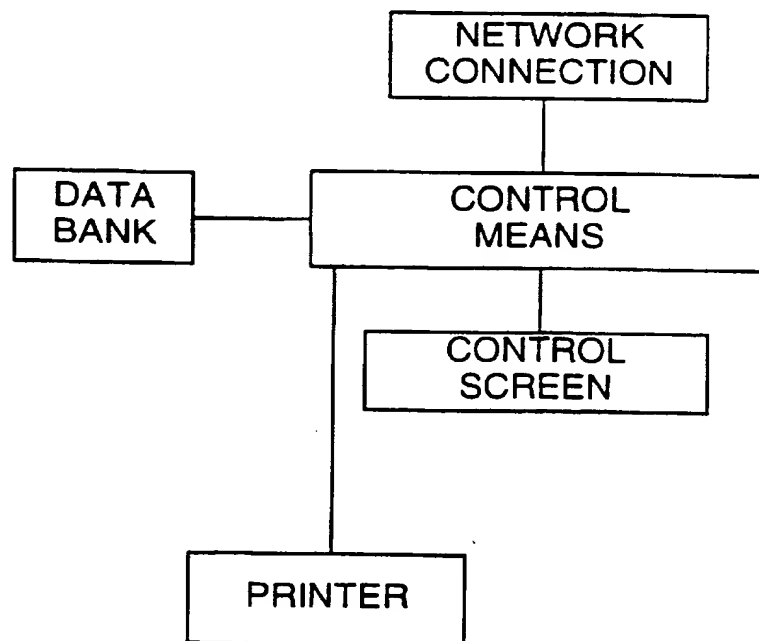 NETWORK
CONNECTION
DATA
BANK
CONTROL
MEANS
CONTROL
SCREEN
PRINTER